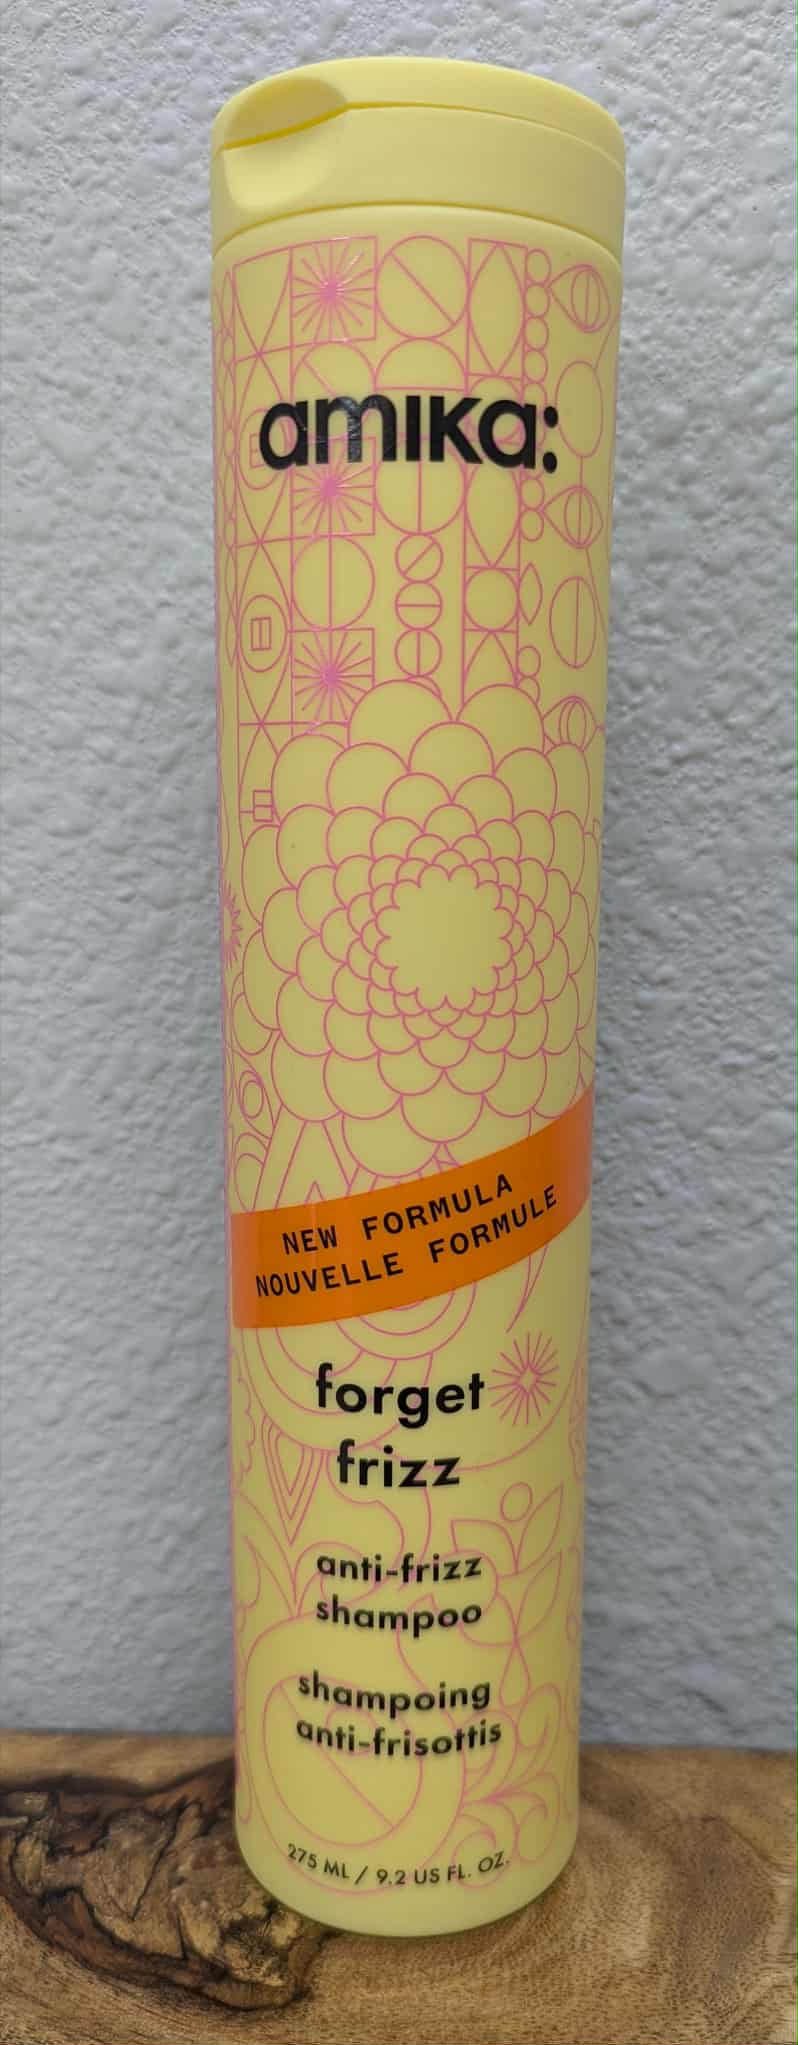 amika:
NEW FORMULA
NOUVELLE FORMULE
forget
frizz
anti-frizz
shampoo
shampoing
anti-frisottis
275 ML / 9.2 US FL. OZ.